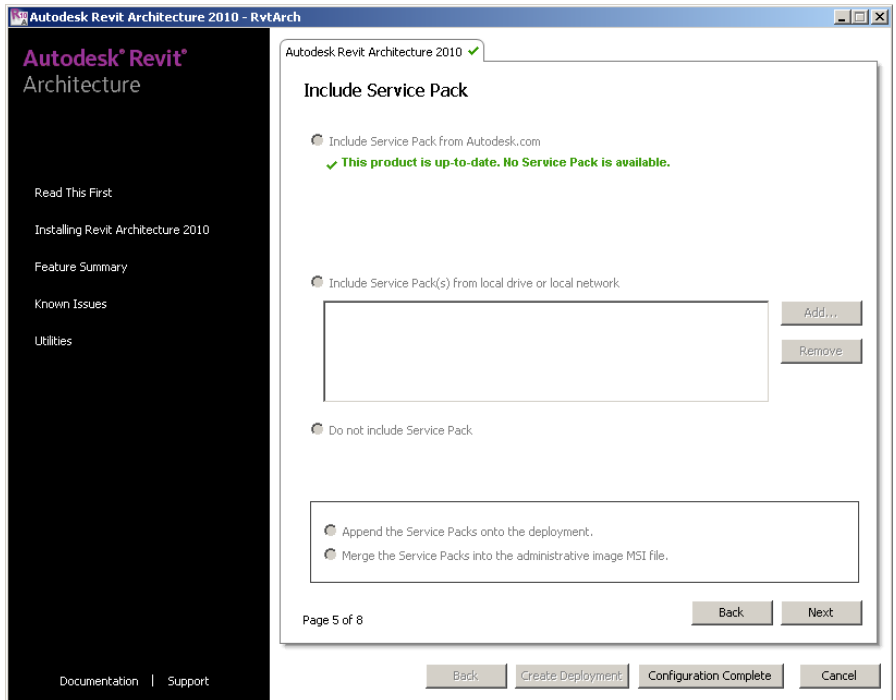 Autodesk Revit Architecture 2010 - RvtArch
Autodesk® Revit®
Architecture
Read This First
Installing Revit Architecture 2010
Feature Summary
Known Issues
Utilities
Documentation | Support
Autodesk Revit Architecture 2010
Include Service Pack
Include Service Pack from Autodesk.com
This product is up-to-date. No Service Pack is available.
Include Service Pack(s) from local drive or local network
Add...
Remove
Do not include Service Pack
Append the Service Packs onto the deployment.
Merge the Service Packs into the administrative image MSI file.
Page 5 of 8
Back Next
Back Create Deployment Configuration Complete Cancel